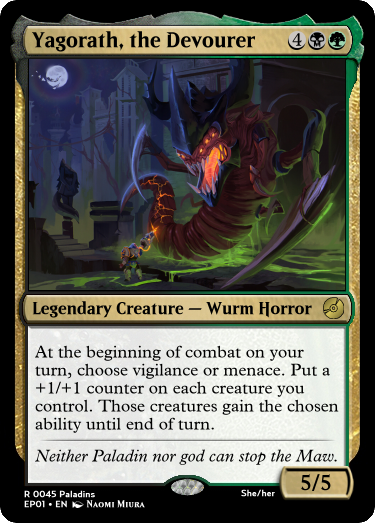 Yagorath, the Devourer 4
Legendary Creature — Wurm Horror
At the beginning of combat on your
turn, choose vigilance or menace. Put a
+1/+1 counter on each creature you
control. Those creatures gain the chosen
ability until end of turn.
Neither Paladin nor god can stop the Maw.
5/5
R 0045 Paladins She/her
EP01 • EN Naomi Miura